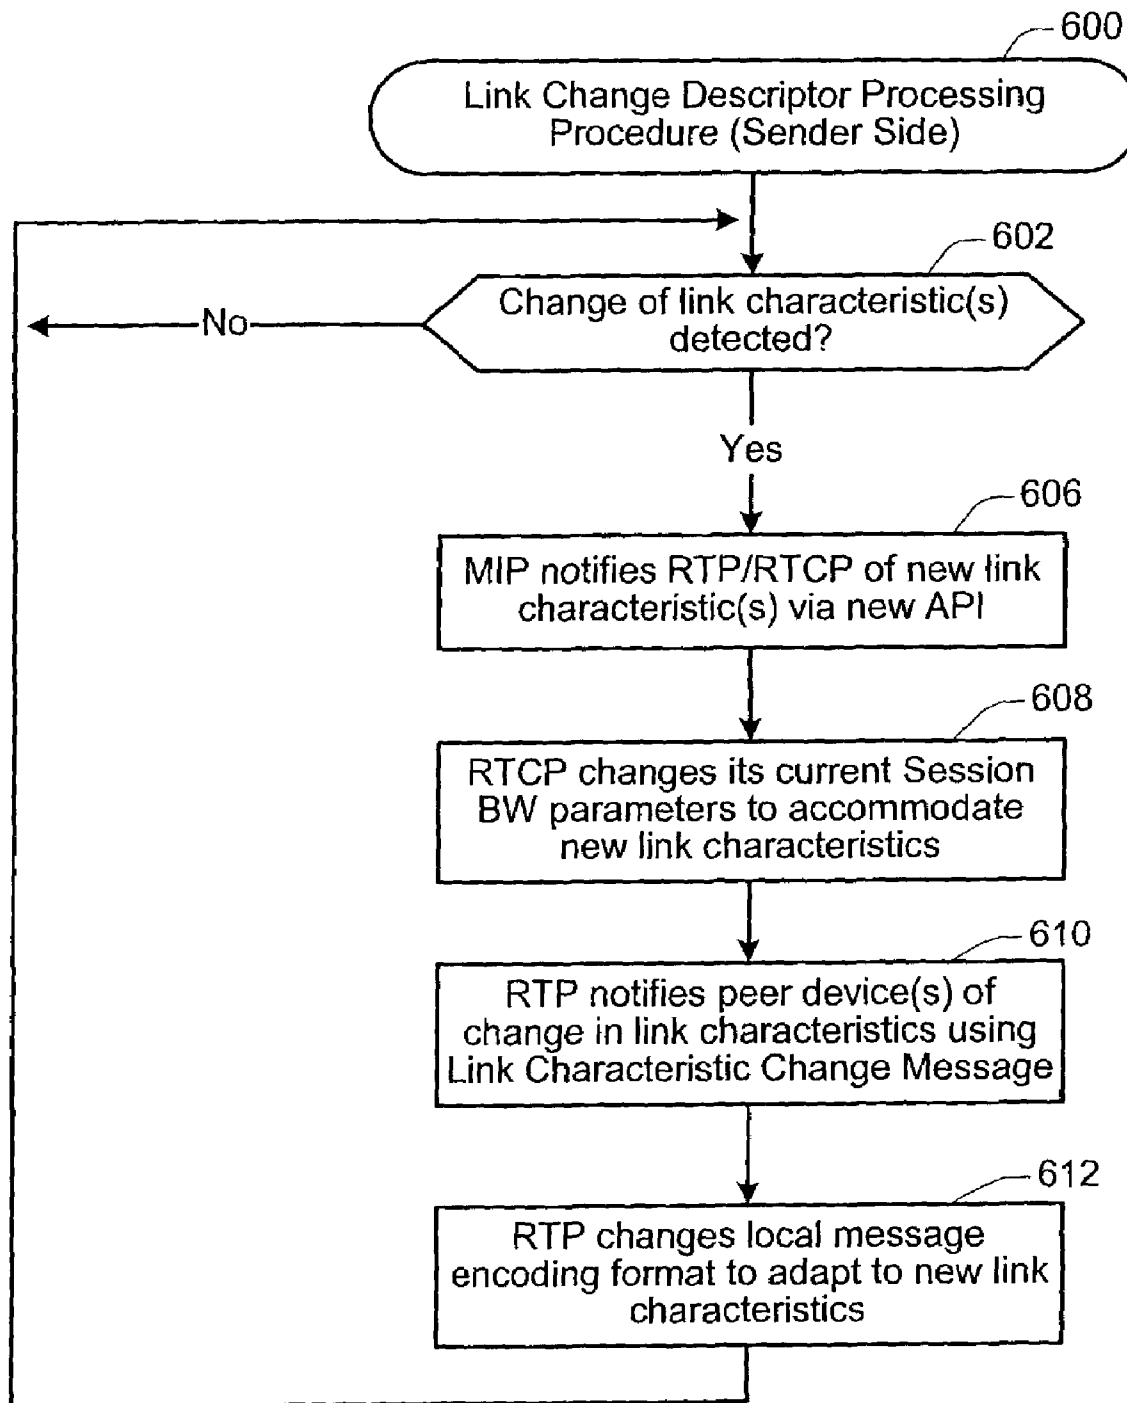 600
Link Change Descriptor Processing
Procedure (Sender Side)
602
Change of link characteristic(s)
detected?
No
Yes
606
MIP notifies RTP/RTCP of new link
characteristic(s) via new API
608
RTCP changes its current Session
BW parameters to accommodate
new link characteristics
610
RTP notifies peer device(s) of
change in link characteristics using
Link Characteristic Change Message
612
RTP changes local message
encoding format to adapt to new link
characteristics